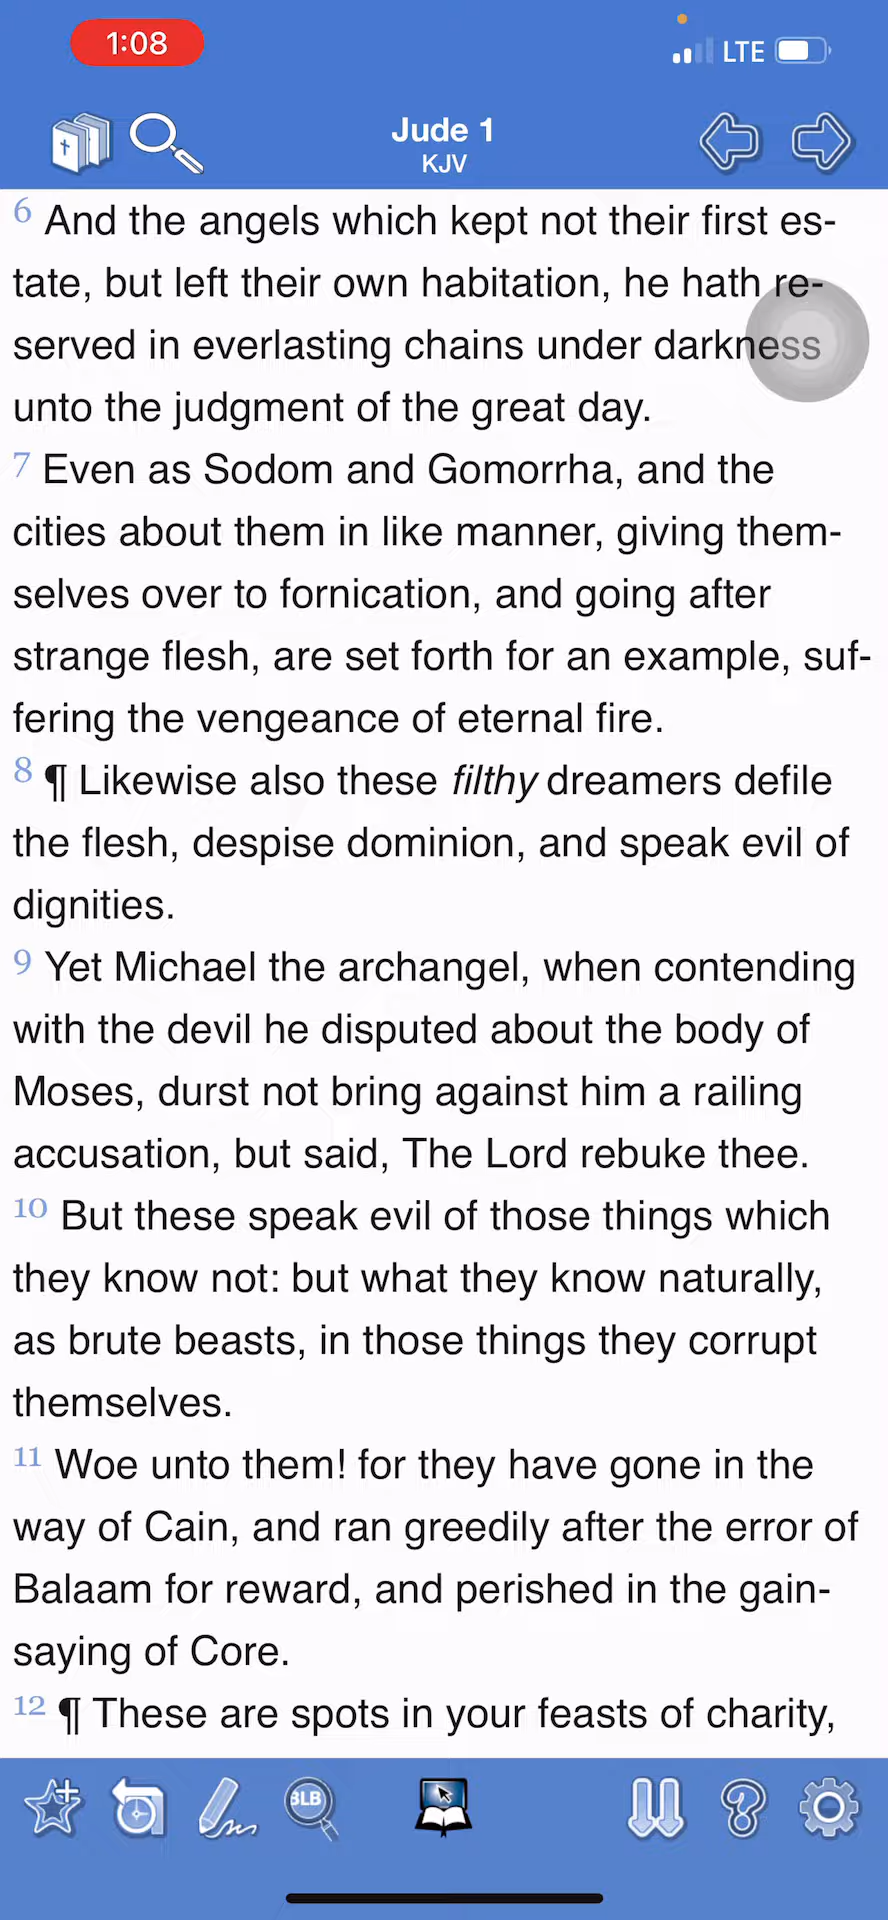 1:08
LTE
Jude 1
KJV
6 And the angels which kept not their first es-
tate, but left their own habitation, he hath re-
served in everlasting chains under darkness
unto the judgment of the great day.
7 Even as Sodom and Gomorrha, and the
cities about them in like manner, giving them-
selves over to fornication, and going after
strange flesh, are set forth for an example, suf-
fering the vengeance of eternal fire.
8 ¶ Likewise also these filthy dreamers defile
the flesh, despise dominion, and speak evil of
dignities.
9 Yet Michael the archangel, when contending
with the devil he disputed about the body of
Moses, durst not bring against him a railing
accusation, but said, The Lord rebuke thee.
10 But these speak evil of those things which
they know not: but what they know naturally,
as brute beasts, in those things they corrupt
themselves.
11 Woe unto them! for they have gone in the
way of Cain, and ran greedily after the error of
Balaam for reward, and perished in the gain-
saying of Core.
12 ¶ These are spots in your feasts of charity,
BLB